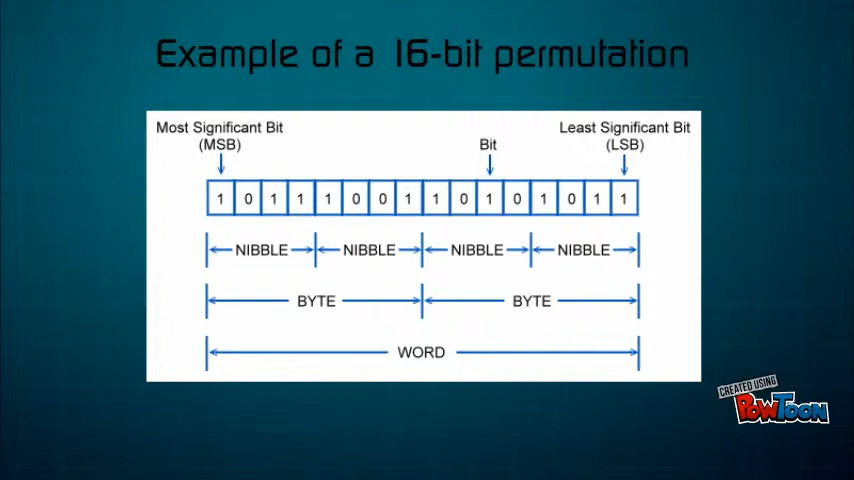 Example of a 16-bit permutation
Most Significant Bit
(MSB)
Bit
Least Significant Bit
(LSB)
1 0 1 1 1 0 0 1 1 0 1 0 1 0 1 1
NIBBLE NIBBLE NIBBLE NIBBLE
BYTE BYTE
WORD
CREATED USING
POWTOON